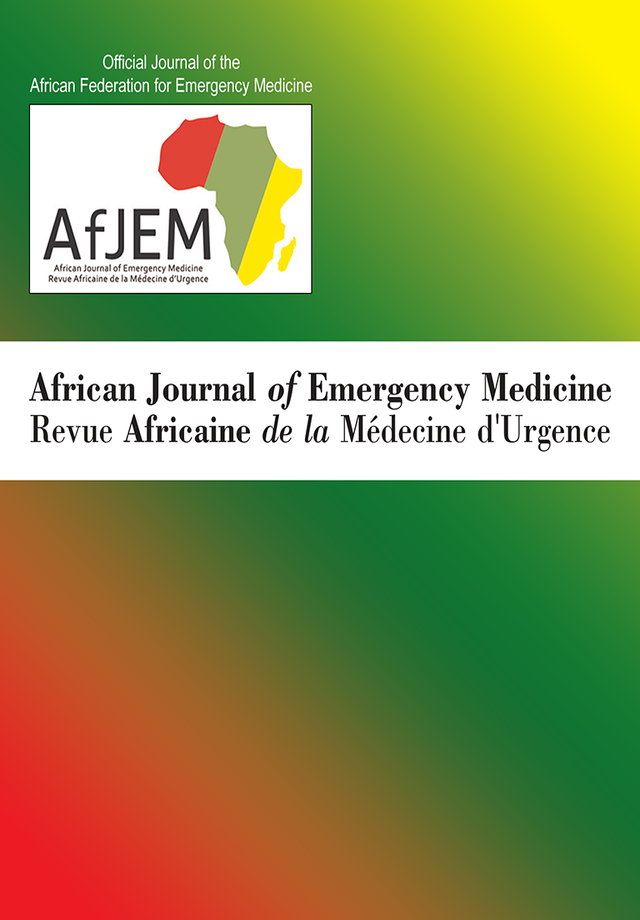 Official Journal of the
African Federation for Emergency Medicine
AfJEM
African Journal of Emergency Medicine
Revue Africaine de la Médecine d'Urgence
African Journal of Emergency Medicine
Revue Africaine de la Médecine d'Urgence